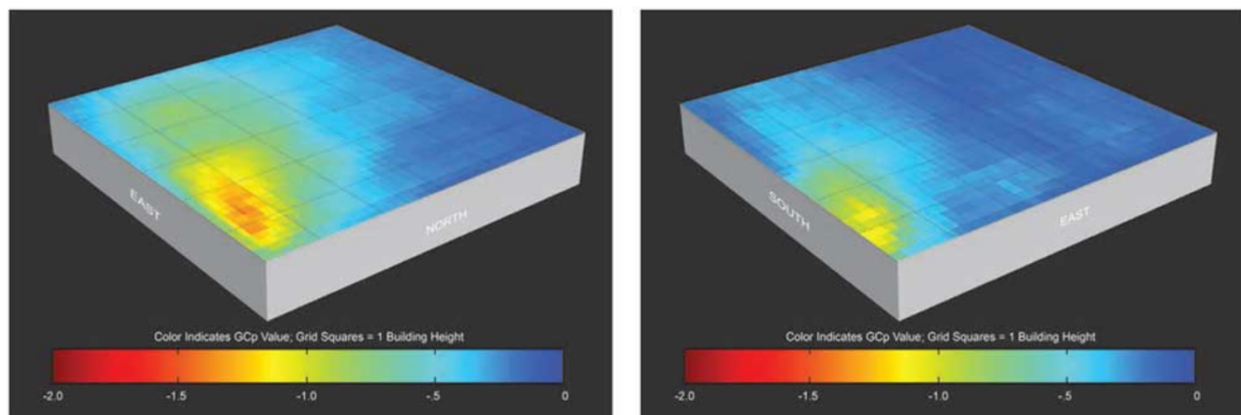 EAST
NORTH
Color Indicates GCp Value; Grid Squares = 1 Building Height
-2.0 -1.5 -1.0 -.5 0
SOUTH
EAST
Color Indicates GCp Value; Grid Squares = 1 Building Height
-2.0 -1.5 -1.0 -.5 0